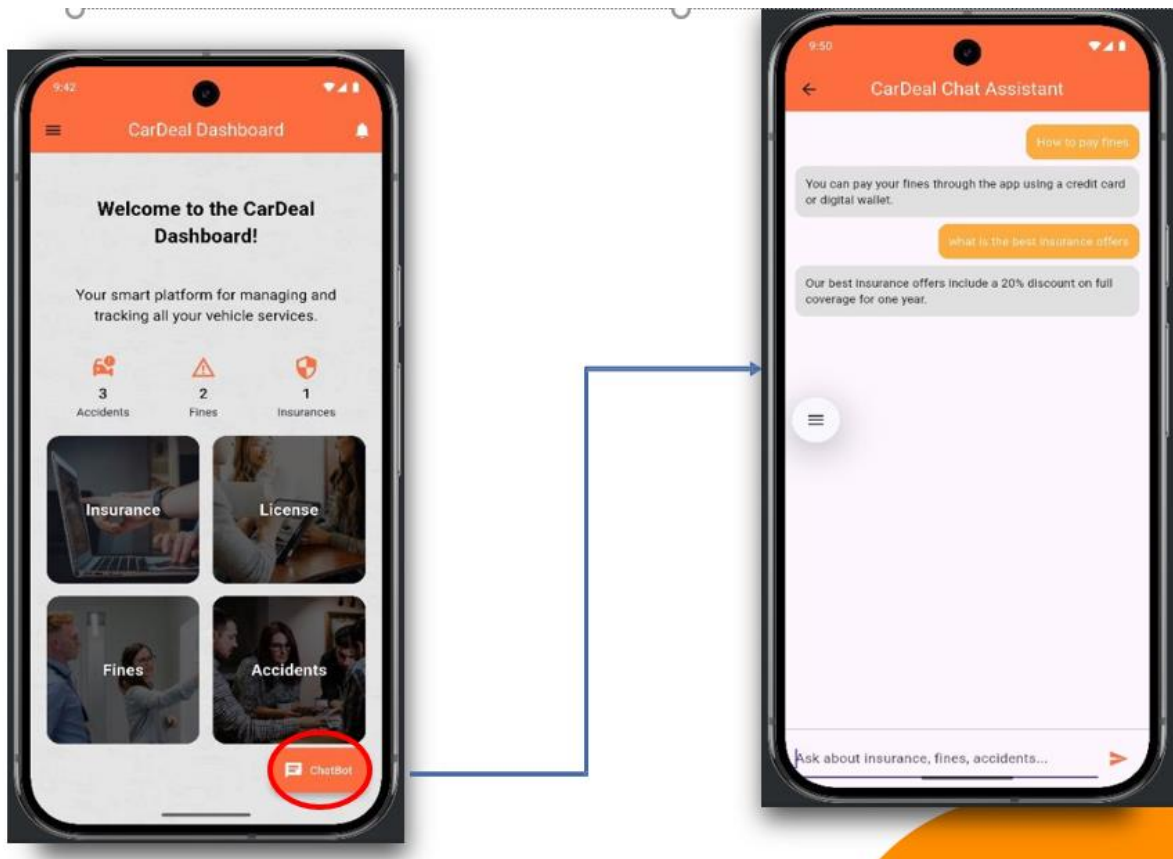 9:42
CarDeal Dashboard
Welcome to the CarDeal
Dashboard!
Your smart platform for managing and
tracking all your vehicle services.
3
Accidents
2
Fines
1
Insurances
Insurance
License
Fines
Accidents
ChatBot
9:50
CarDeal Chat Assistant
How to pay fines
You can pay your fines through the app using a credit card
or digital wallet.
what is the best insurance offers
Our best insurance offers include a 20% discount on full
coverage for one year.
Ask about insurance, fines, accidents...